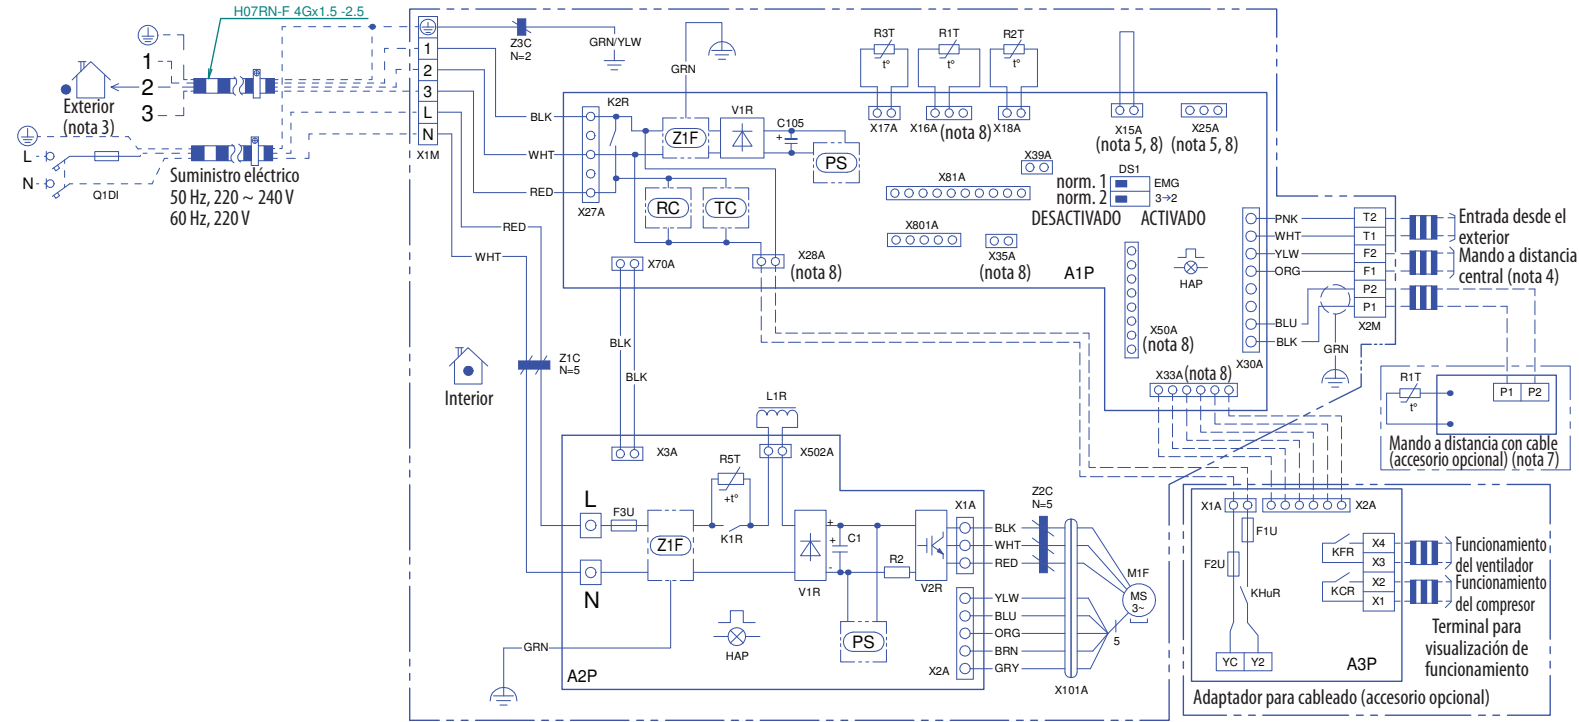 H07RN-F 4Gx1.5 -2.5
1
2
3
Exterior
(nota 3)
L
N
Q1DI
Suministro eléctrico
50 Hz, 220 ~ 240 V
60 Hz, 220 V
1
2
3
L
N
X1M
Z3C
N=2
GRN/YLW
GRN
BLK
WHT
RED
K2R
X27A
Z1F
V1R
C105
+
PS
RC
TC
R3T
t°
X17A
R1T
t°
X16A
(nota 8)
R2T
t°
X18A
X15A
(nota 5, 8)
X25A
(nota 5, 8)
X39A
X81A
X801A
X35A
(nota 8)
DS1
norm. 1
EMG
norm. 2
3→2
DESACTIVADO
ACTIVADO
X28A
(nota 8)
X70A
A1P
HAP
X50A
(nota 8)
X33A (nota 8)
X30A
PNK
WHT
YLW
ORG
BLU
BLK
T2
T1
F2
F1
P2
P1
X2M
GRN
Entrada desde el
exterior
Mando a distancia
central (nota 4)
R1T
t°
P1
P2
Mando a distancia con cable
(accesorio opcional) (nota 7)
RED
WHT
Z1C
N=5
Interior
BLK
BLK
X3A
L1R
X502A
R5T
+t°
L
F3U
Z1F
K1R
N
V1R
+
-
+
C1
R2
V2R
PS
HAP
GRN
A2P
X1A
BLK
WHT
RED
YLW
BLU
ORG
BRN
GRY
X2A
Z2C
N=5
X101A
M1F
MS
3~
5
X1A
X2A
F1U
F2U
KHuR
YC
Y2
KFR
KCR
X4
X3
X2
X1
A3P
Funcionamiento
del ventilador
Funcionamiento
del compresor
Terminal para
visualización de
funcionamiento
Adaptador para cableado (accesorio opcional)